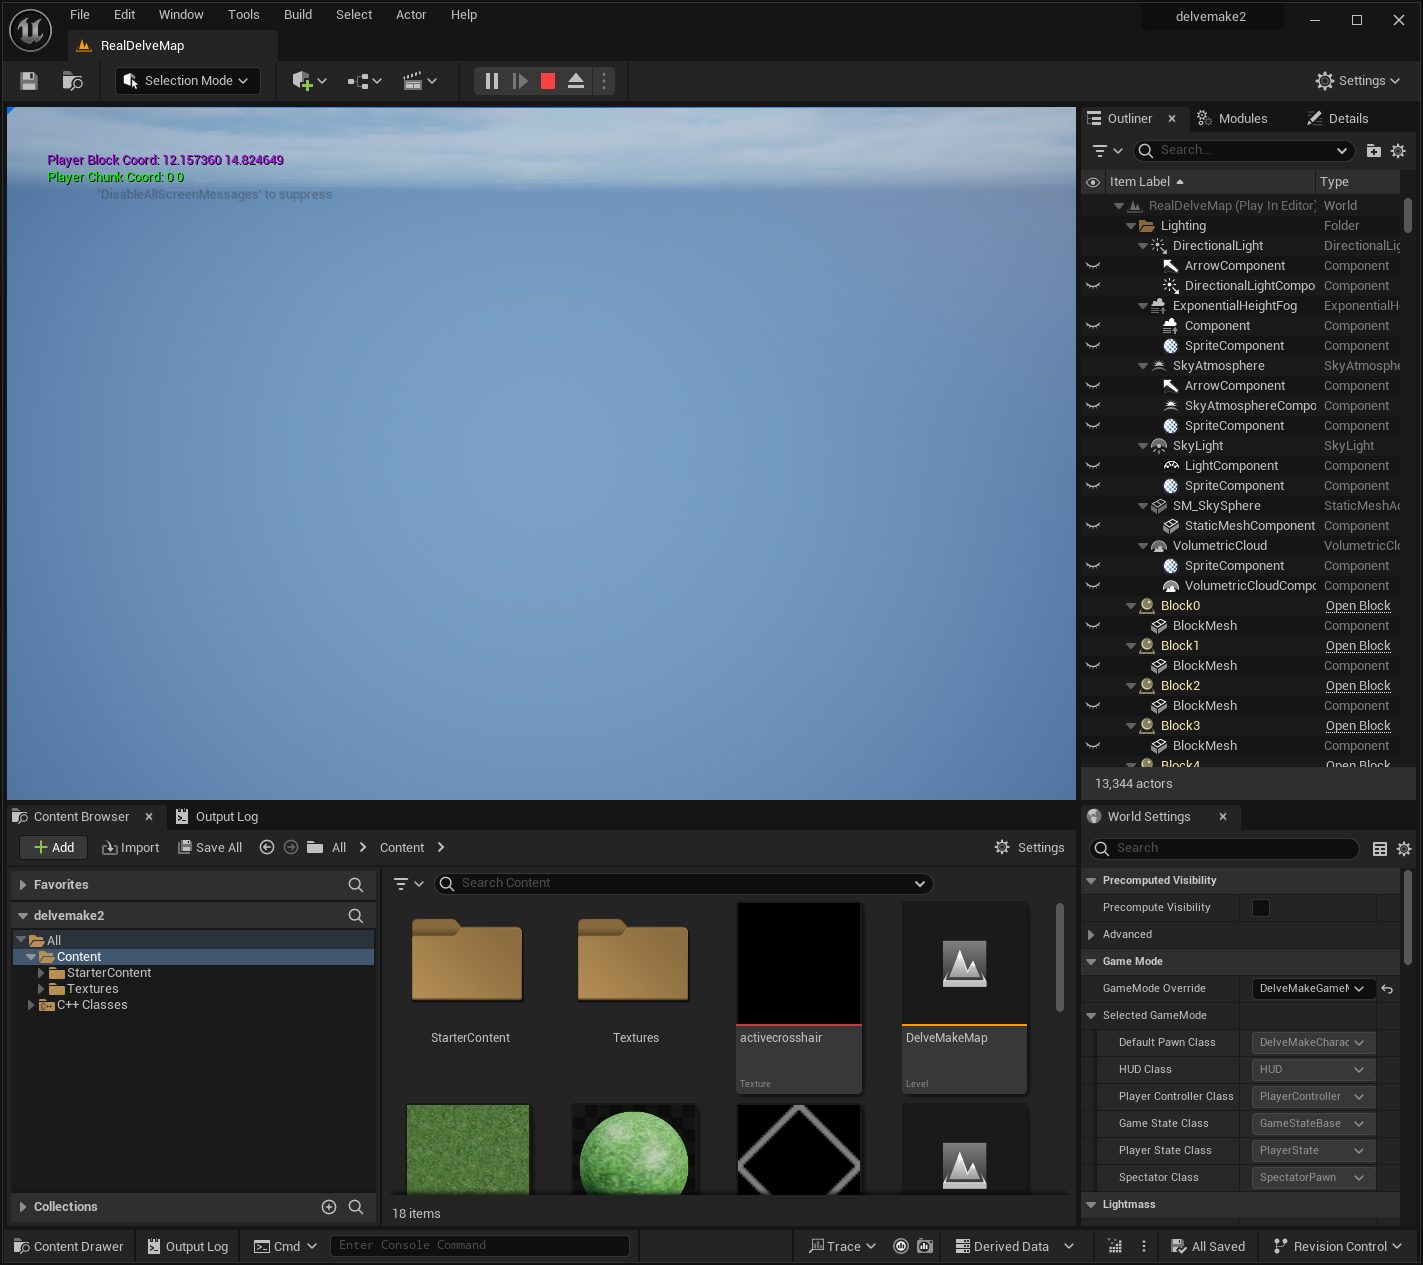 File Edit Window Tools Build Select Actor Help
delvemake2
RealDelveMap
Selection Mode
Settings
Player Block Coord: 12.157360 14.824649
Player Chunk Coord: 0 0
'DisableAllScreenMessages' to suppress
Outliner
Modules
Details
Search...
Item Label Type
RealDelveMap (Play In Editor) World
Lighting Folder
DirectionalLight DirectionalLig
ArrowComponent Component
DirectionalLightCompo Component
ExponentialHeightFog ExponentialH
Component Component
SpriteComponent Component
SkyAtmosphere SkyAtmosphe
ArrowComponent Component
SkyAtmosphereCompo Component
SpriteComponent Component
SkyLight SkyLight
LightComponent Component
SpriteComponent Component
SM_SkySphere StaticMeshAc
StaticMeshComponent Component
VolumetricCloud VolumetricClo
SpriteComponent Component
VolumetricCloudCompo Component
Block0 Open Block
BlockMesh Component
Block1 Open Block
BlockMesh Component
Block2 Open Block
BlockMesh Component
Block3 Open Block
BlockMesh Component
Block4 Open Block
13,344 actors
Content Browser
Output Log
Add
Import
Save All
All
Content
Settings
Favorites
delvemake2
All
Content
StarterContent
Textures
C++ Classes
Collections
Search Content
StarterContent
Textures
activecrosshair
Texture
DelveMakeMap
Level
18 items
World Settings
Search
Precomputed Visibility
Precompute Visibility
Advanced
Game Mode
GameMode Override DelveMakeGameM
Selected GameMode
Default Pawn Class DelveMakeCharac
HUD Class HUD
Player Controller Class PlayerController
Game State Class GameStateBase
Player State Class PlayerState
Spectator Class SpectatorPawn
Lightmass
Content Drawer
Output Log
Cmd
Enter Console Command
Trace
Derived Data
All Saved
Revision Control